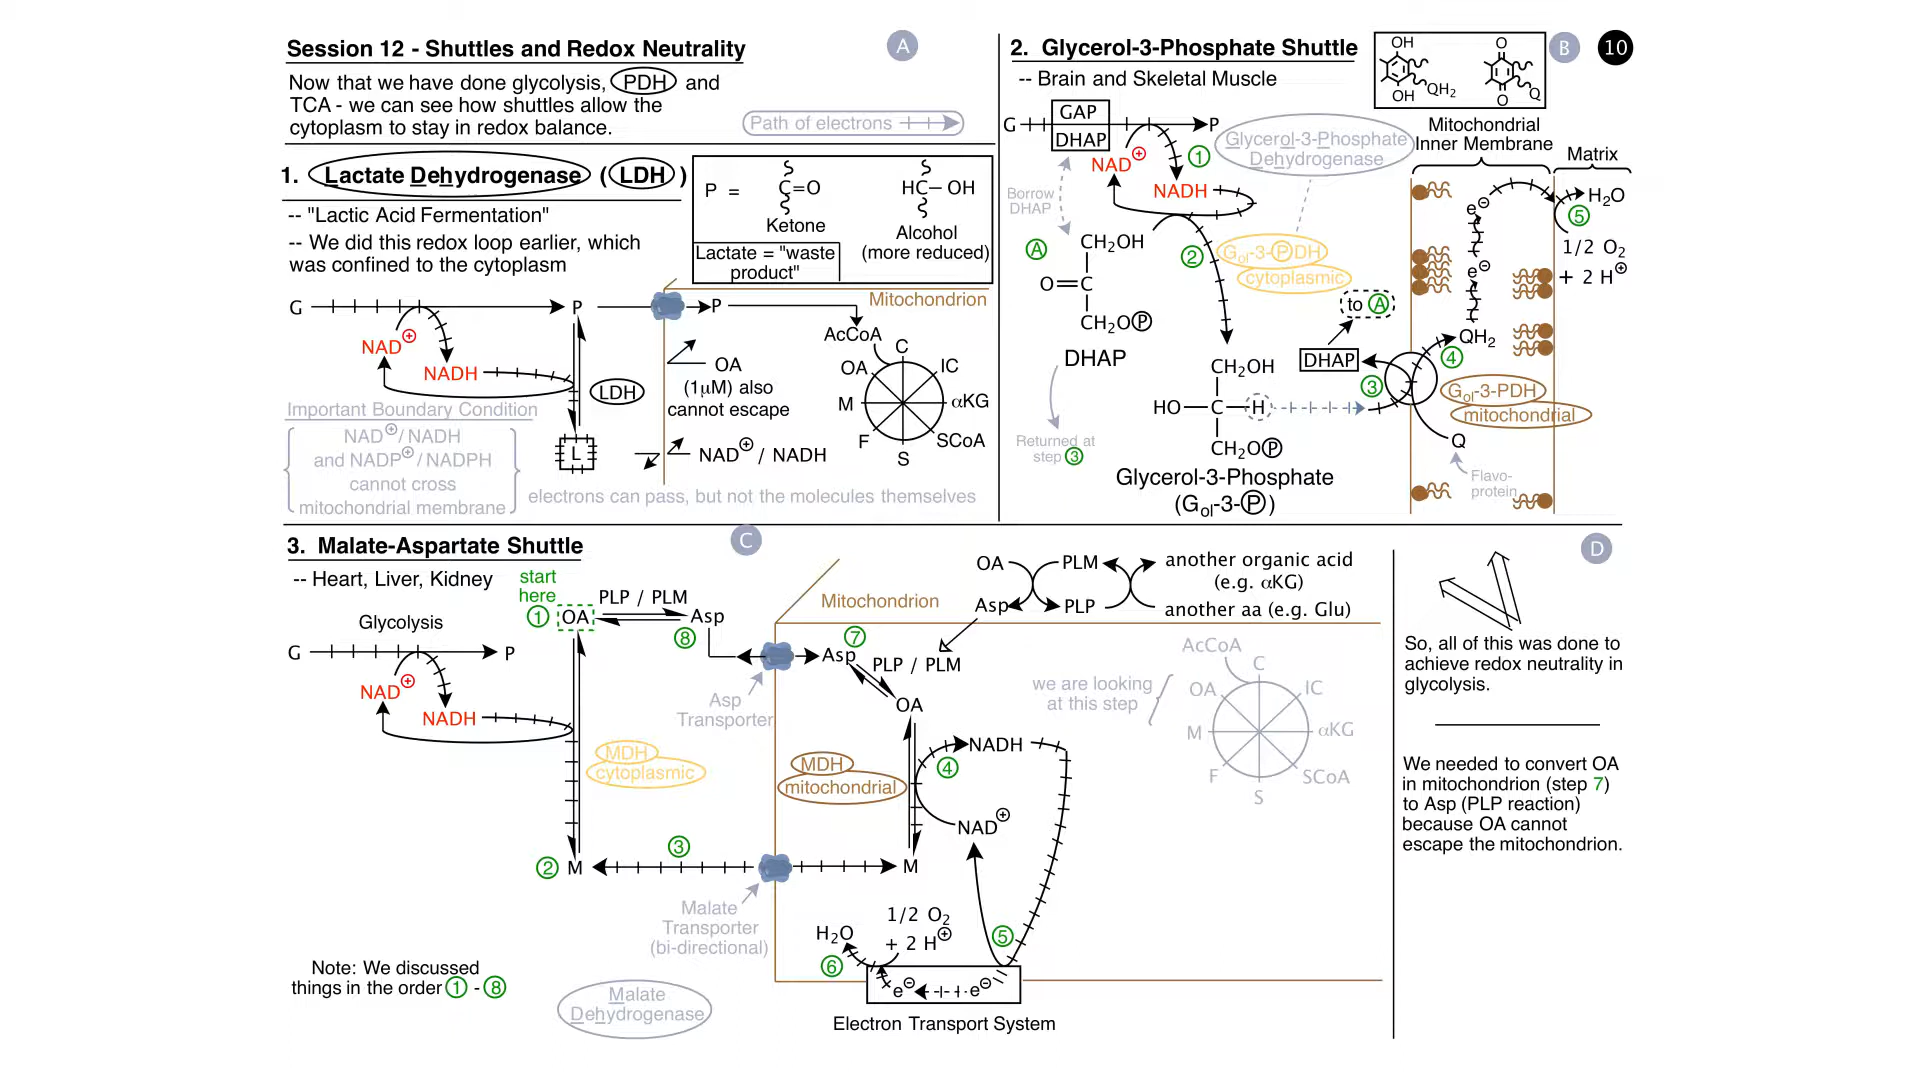 Session 12 - Shuttles and Redox Neutrality
A
Now that we have done glycolysis, PDH and
TCA - we can see how shuttles allow the
cytoplasm to stay in redox balance.
Path of electrons
1. Lactate Dehydrogenase (LDH)
-- "Lactic Acid Fermentation"
-- We did this redox loop earlier, which
was confined to the cytoplasm
P =
C=O
Ketone
HC-OH
Alcohol
(more reduced)
Lactate = "waste
product"
Mitochondrion
G
P
P
NAD⊕
NADH
LDH
L
AcCoA
C
IC
αKG
SCoA
S
F
M
OA
OA
(1μM) also
cannot escape
NAD⊕ / NADH
Important Boundary Condition
NAD⊕/ NADH
and NADP⊕/ NADPH
cannot cross
mitochondrial membrane
electrons can pass, but not the molecules themselves
2. Glycerol-3-Phosphate Shuttle
B
10
-- Brain and Skeletal Muscle
OH
OH
QH₂
O
O
Q
G
GAP
DHAP
P
NAD⊕
1
NADH
Glycerol-3-Phosphate
Dehydrogenase
Mitochondrial
Inner Membrane
Matrix
Borrow
DHAP
A
CH₂OH
O=C
CH₂OⓅ
DHAP
Returned at
step 3
2
Gol-3-ⓅDH
cytoplasmic
CH₂OH
HO-C-H
CH₂OⓅ
Glycerol-3-Phosphate
(Gol-3-Ⓟ)
to A
DHAP
3
4
QH₂
e⊖
e⊖
H₂O
5
1/2 O₂
+ 2 H⊕
Gol-3-PDH
mitochondrial
Q
Flavo-
protein
3. Malate-Aspartate Shuttle
C
-- Heart, Liver, Kidney
start
here
1
OA
PLP / PLM
Asp
8
Glycolysis
G
P
NAD⊕
NADH
MDH
cytoplasmic
2
M
3
Asp
Transporter
Malate
Transporter
(bi-directional)
Mitochondrion
7
Asp
PLP / PLM
OA
MDH
mitochondrial
M
4
NADH
NAD⊕
5
1/2 O₂
+ 2 H⊕
H₂O
6
e⊖
e⊖
Electron Transport System
OA
PLM
another organic acid
(e.g. αKG)
Asp
PLP
another aa (e.g. Glu)
we are looking
at this step
AcCoA
C
IC
αKG
SCoA
S
F
M
OA
Note: We discussed
things in the order 1 - 8
Malate
Dehydrogenase
D
So, all of this was done to
achieve redox neutrality in
glycolysis.
We needed to convert OA
in mitochondrion (step 7)
to Asp (PLP reaction)
because OA cannot
escape the mitochondrion.